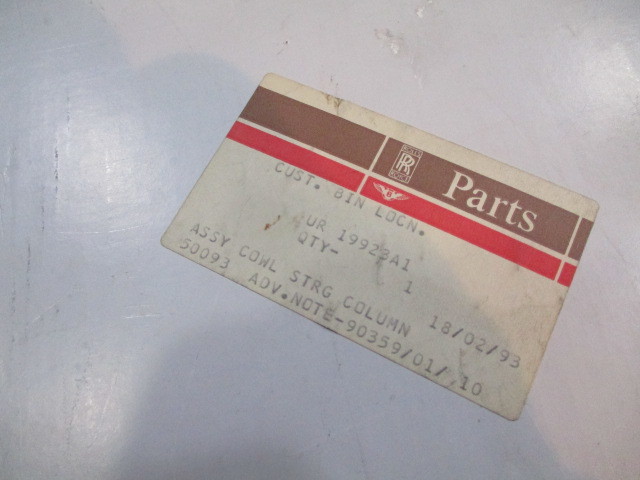 ROLLS
RR
ROYCE
Parts
B
CUST. BIN LOCN.
UR 19923A1
QTY- 1
ASSY COWL STRG COLUMN 18/02/93
50093 ADV.NOTE-90359/01/ 10